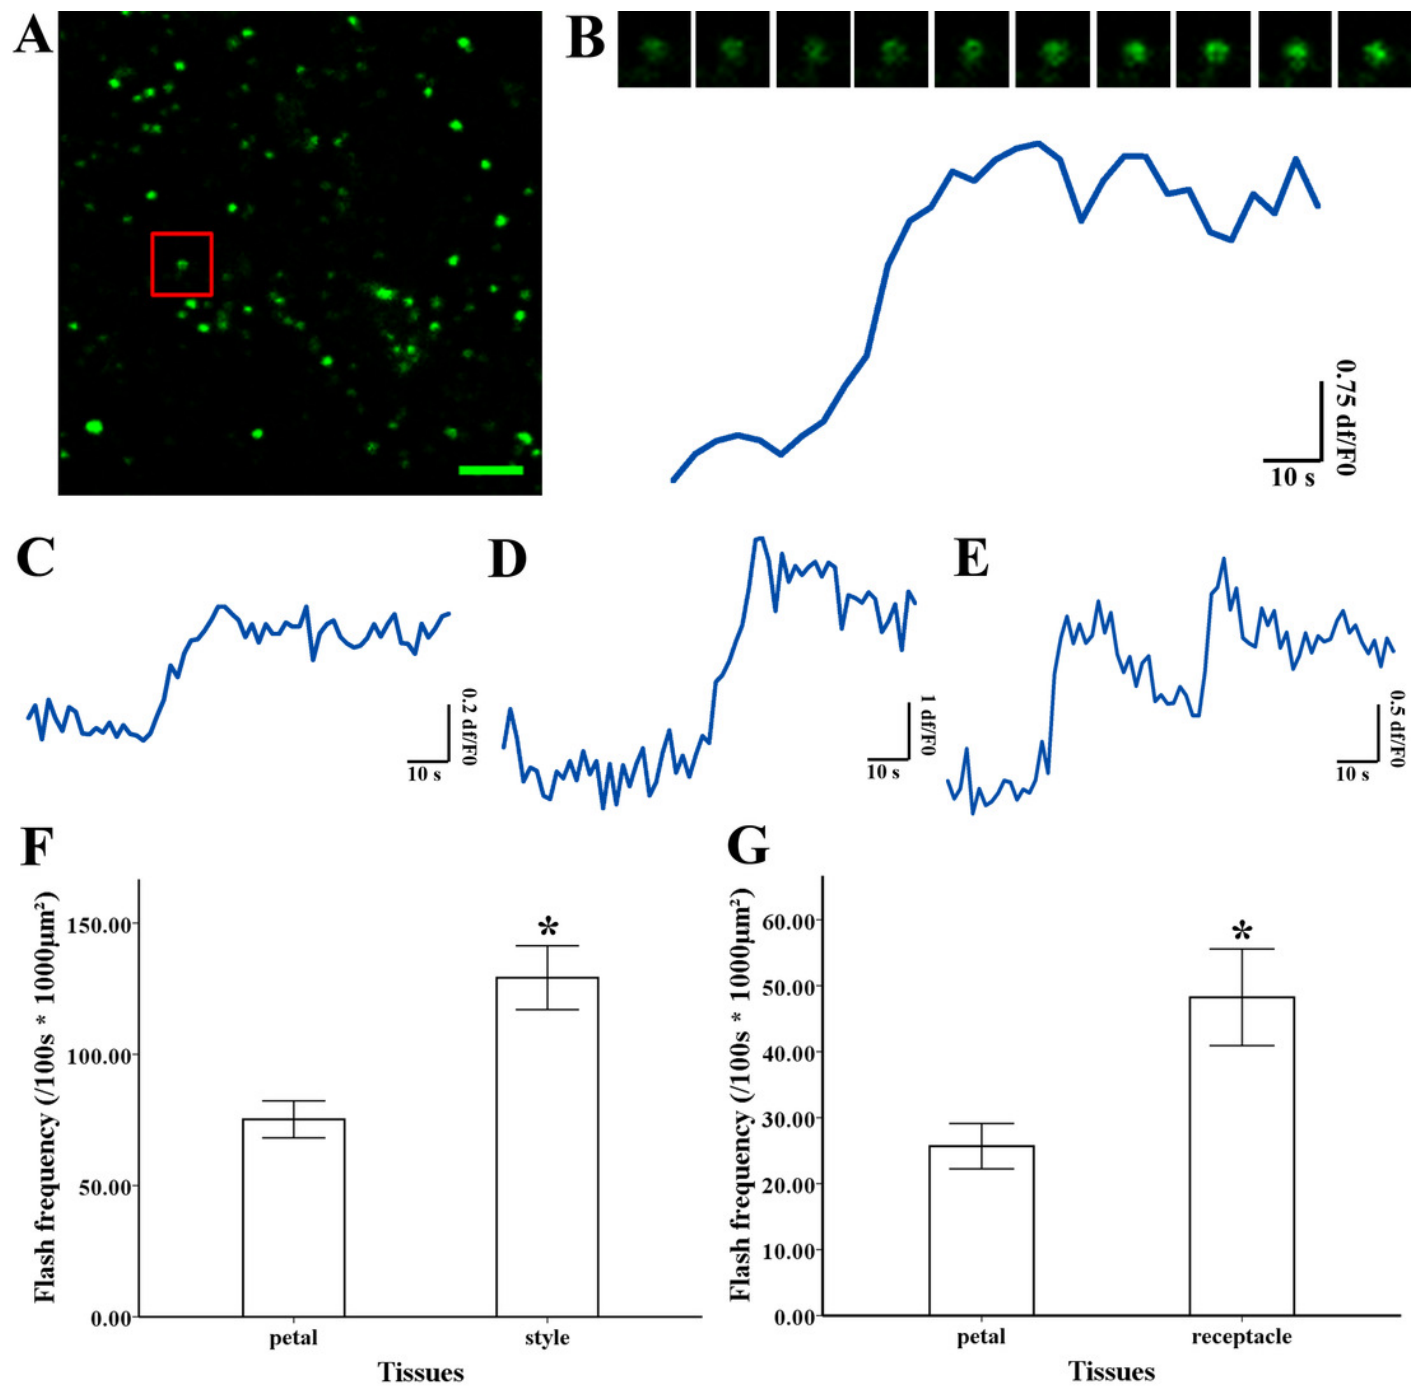 A
B
0.75 df/F0
10 s
C
0.2 df/F0
10 s
D
1 df/F0
10 s
E
0.5 df/F0
10 s
F
Flash frequency (/100s * 1000μm²)
150.00
100.00
50.00
0.00
*
petal
style
Tissues
G
Flash frequency (/100s * 1000μm²)
60.00
50.00
40.00
30.00
20.00
10.00
0.00
*
petal
receptacle
Tissues